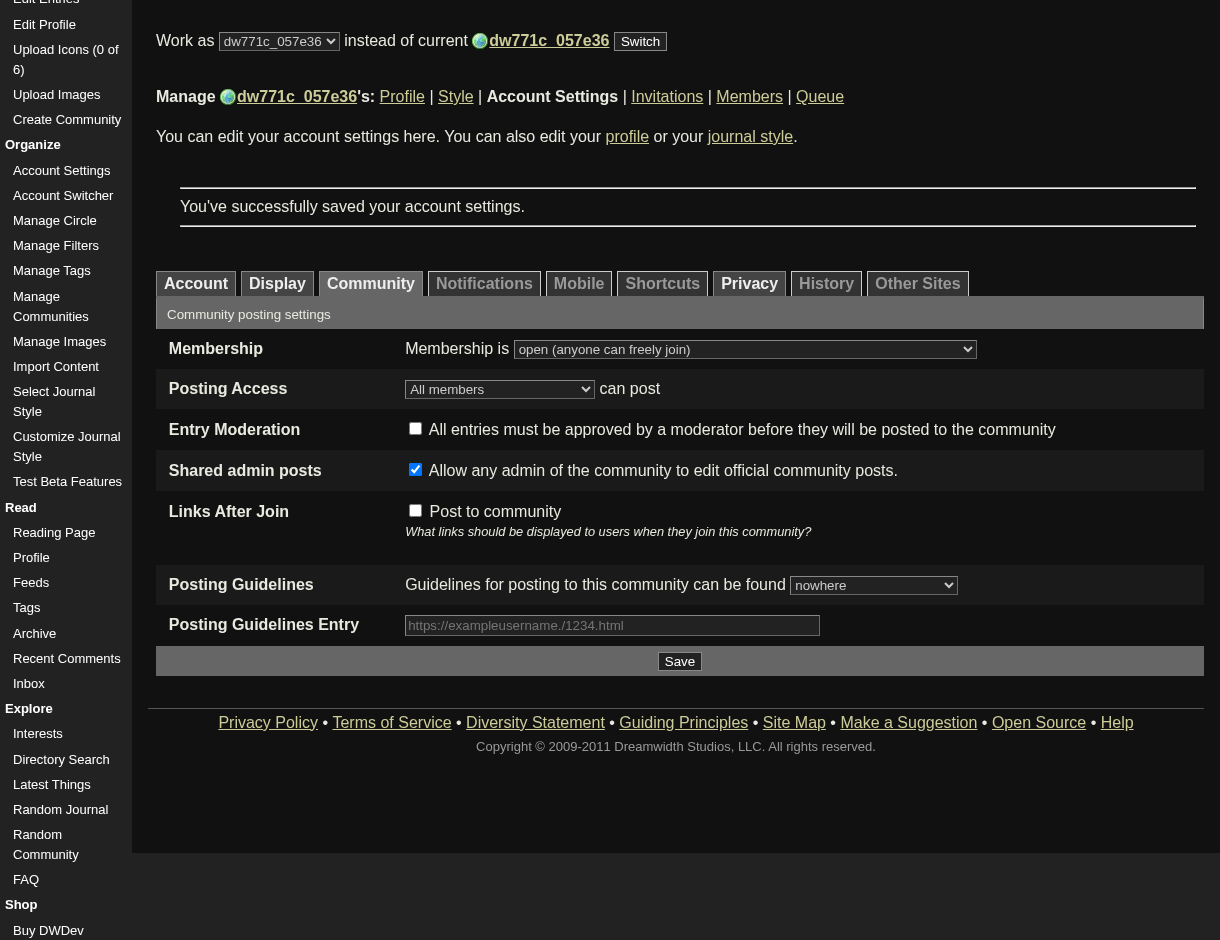 Edit Entries
Edit Profile
Upload Icons (0 of
6)
Upload Images
Create Community
Organize
Account Settings
Account Switcher
Manage Circle
Manage Filters
Manage Tags
Manage
Communities
Manage Images
Import Content
Select Journal
Style
Customize Journal
Style
Test Beta Features
Read
Reading Page
Profile
Feeds
Tags
Archive
Recent Comments
Inbox
Explore
Interests
Directory Search
Latest Things
Random Journal
Random
Community
FAQ
Shop
Buy DWDev
Work as dw771c_057e36 instead of current dw771c_057e36 Switch
Manage dw771c_057e36's: Profile | Style | Account Settings | Invitations | Members | Queue
You can edit your account settings here. You can also edit your profile or your journal style.
You've successfully saved your account settings.
Account Display Community Notifications Mobile Shortcuts Privacy History Other Sites
Community posting settings
Membership Membership is open (anyone can freely join)
Posting Access All members can post
Entry Moderation All entries must be approved by a moderator before they will be posted to the community
Shared admin posts Allow any admin of the community to edit official community posts.
Links After Join Post to community
What links should be displayed to users when they join this community?
Posting Guidelines Guidelines for posting to this community can be found nowhere
Posting Guidelines Entry https://exampleusername./1234.html
Save
Privacy Policy • Terms of Service • Diversity Statement • Guiding Principles • Site Map • Make a Suggestion • Open Source • Help
Copyright © 2009-2011 Dreamwidth Studios, LLC. All rights reserved.